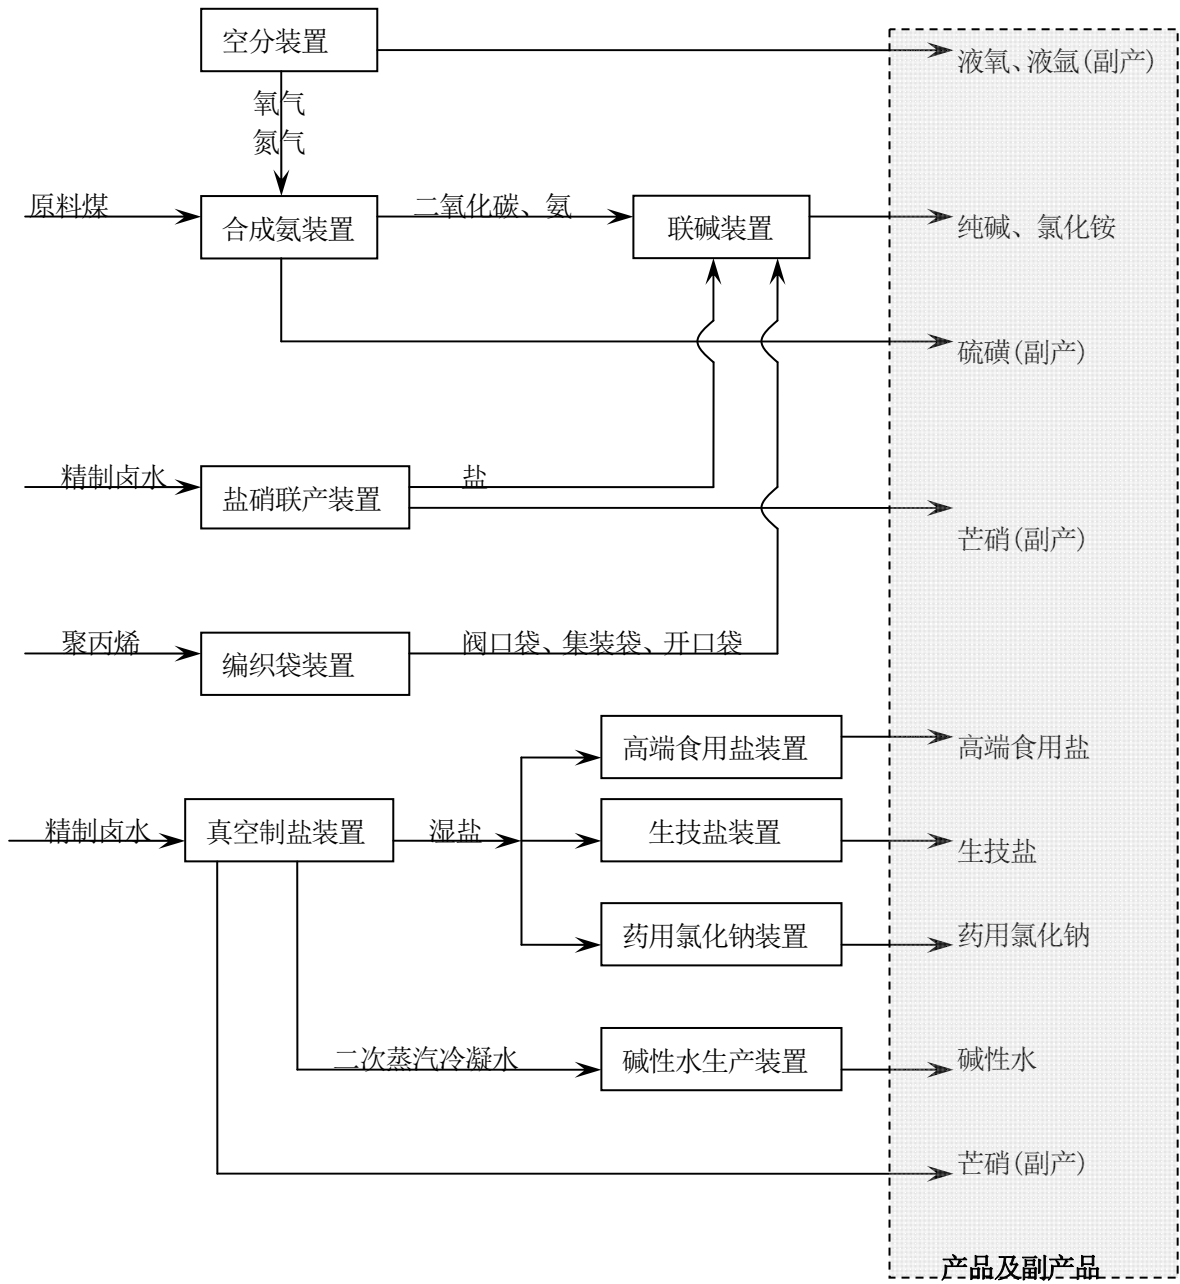 空分装置
液氧、液氩(副产)
氧气
氮气
原料煤
合成氨装置
二氧化碳、氨
联碱装置
纯碱、氯化铵
硫磺(副产)
精制卤水
盐硝联产装置
盐
芒硝(副产)
聚丙烯
编织袋装置
阀口袋、集装袋、开口袋
高端食用盐装置
高端食用盐
精制卤水
真空制盐装置
湿盐
生技盐装置
生技盐
药用氯化钠装置
药用氯化钠
二次蒸汽冷凝水
碱性水生产装置
碱性水
芒硝(副产)
产品及副产品